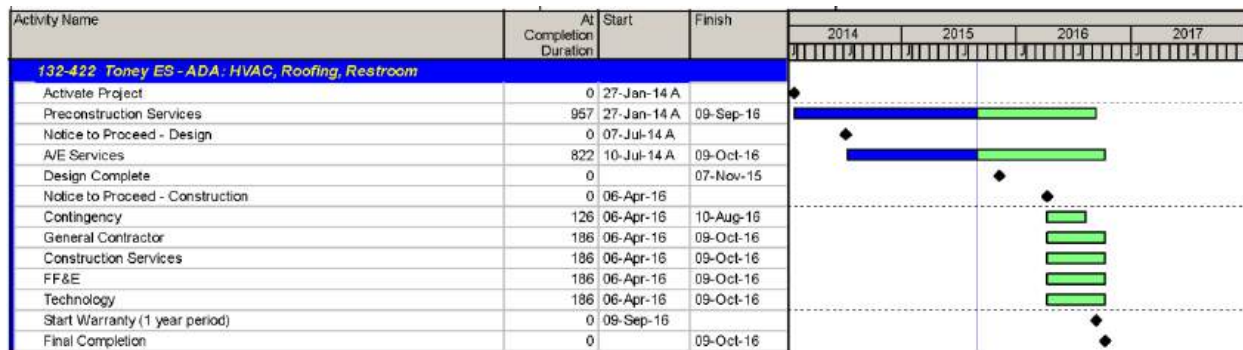 Activity Name At Completion Duration Start Finish
2014 2015 2016 2017
J J J J J J J
132-422 Toney ES - ADA: HVAC, Roofing, Restroom
Activate Project 0 27-Jan-14 A
Preconstruction Services 957 27-Jan-14 A 09-Sep-16
Notice to Proceed - Design 0 07-Jul-14 A
A/E Services 822 10-Jul-14 A 09-Oct-16
Design Complete 0 07-Nov-15
Notice to Proceed - Construction 0 06-Apr-16
Contingency 126 06-Apr-16 10-Aug-16
General Contractor 186 06-Apr-16 09-Oct-16
Construction Services 186 06-Apr-16 09-Oct-16
FF&E 186 06-Apr-16 09-Oct-16
Technology 186 06-Apr-16 09-Oct-16
Start Warranty (1 year period) 0 09-Sep-16
Final Completion 0 09-Oct-16